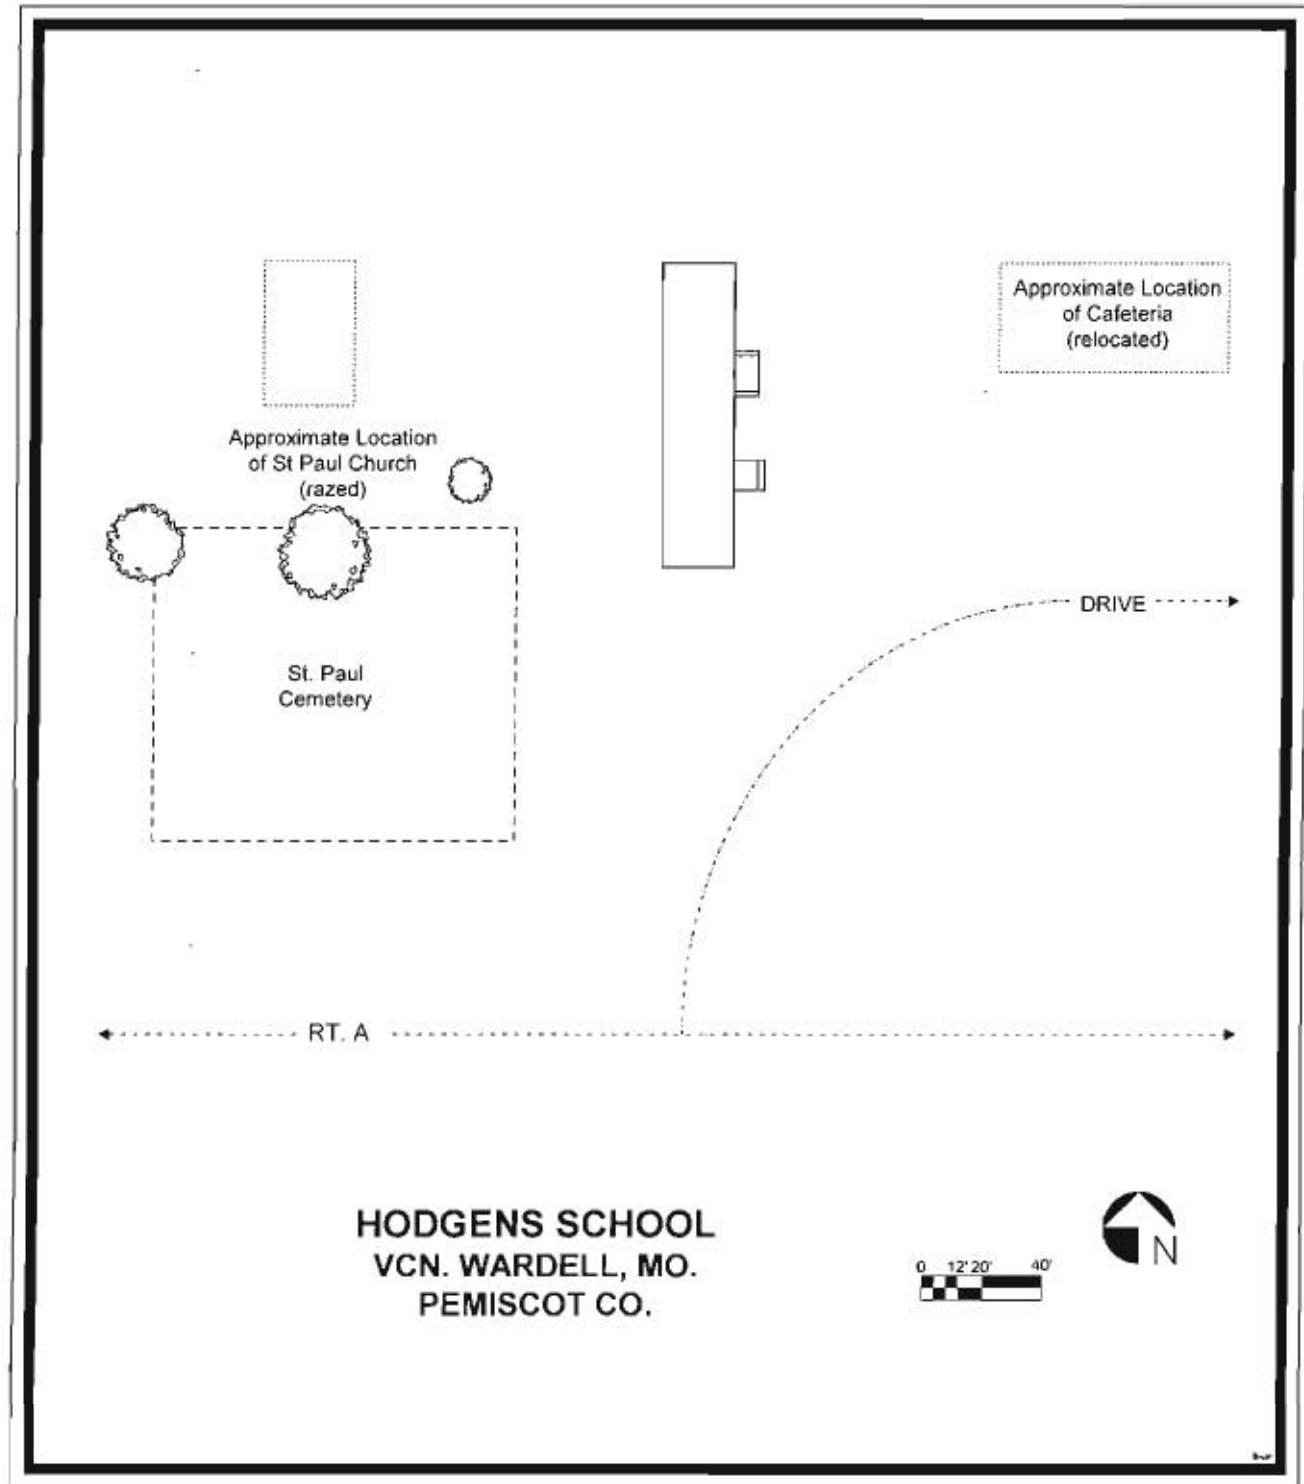 Approximate Location
of Cafeteria
(relocated)
Approximate Location
of St Paul Church
(razed)
DRIVE
St. Paul
Cemetery
RT. A
HODGENS SCHOOL
VCN. WARDELL, MO.
PEMISCOT CO.
0 12' 20' 40'
N